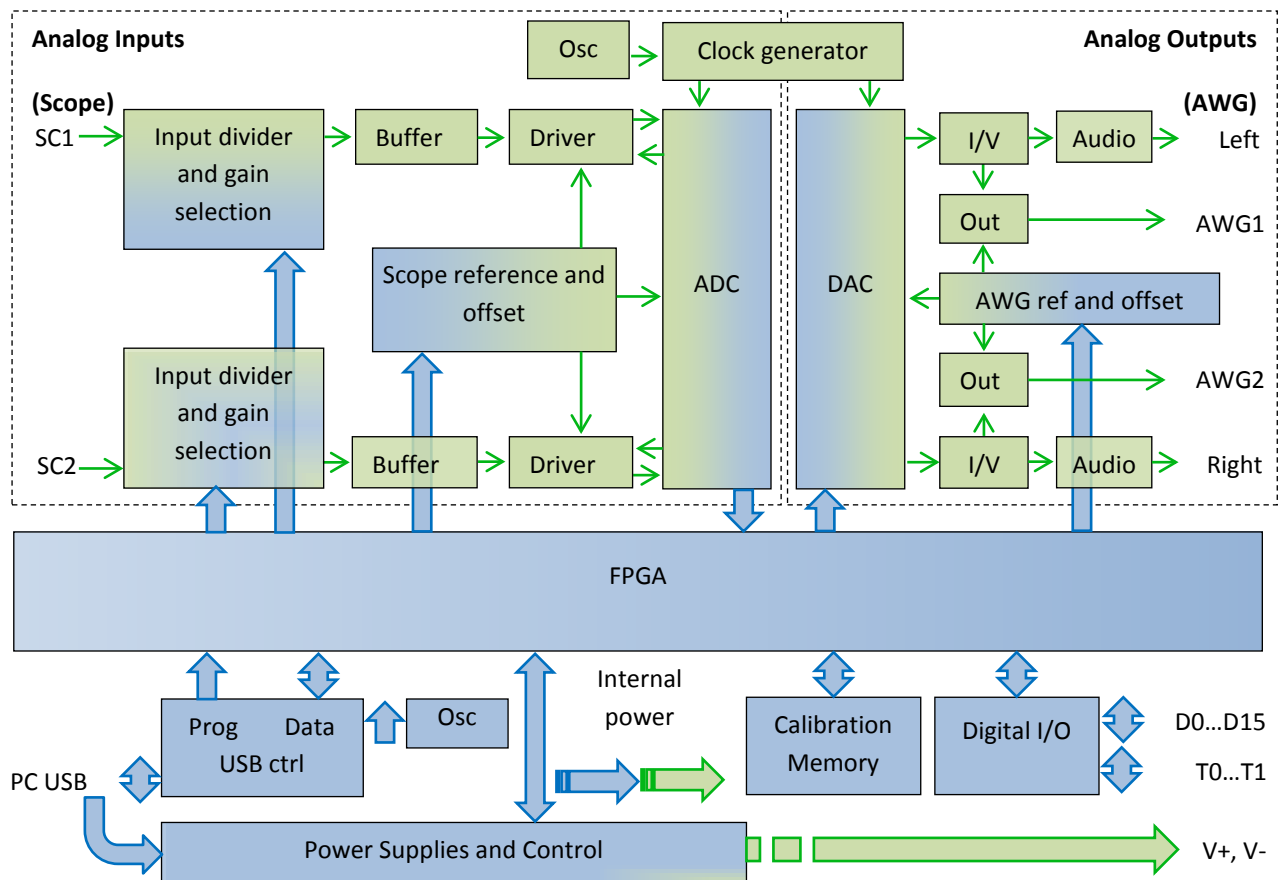 Analog Inputs
Osc
Clock generator
Analog Outputs
(Scope)
(AWG)
SC1
Input divider
and gain
selection
Buffer
Driver
ADC
DAC
I/V
Audio
Left
Out
AWG1
Scope reference and
offset
AWG ref and offset
Input divider
and gain
selection
Out
AWG2
SC2
Buffer
Driver
I/V
Audio
Right
FPGA
Prog Data
USB ctrl
Osc
Internal
power
Calibration
Memory
Digital I/O
D0...D15
T0...T1
PC USB
Power Supplies and Control
V+, V-